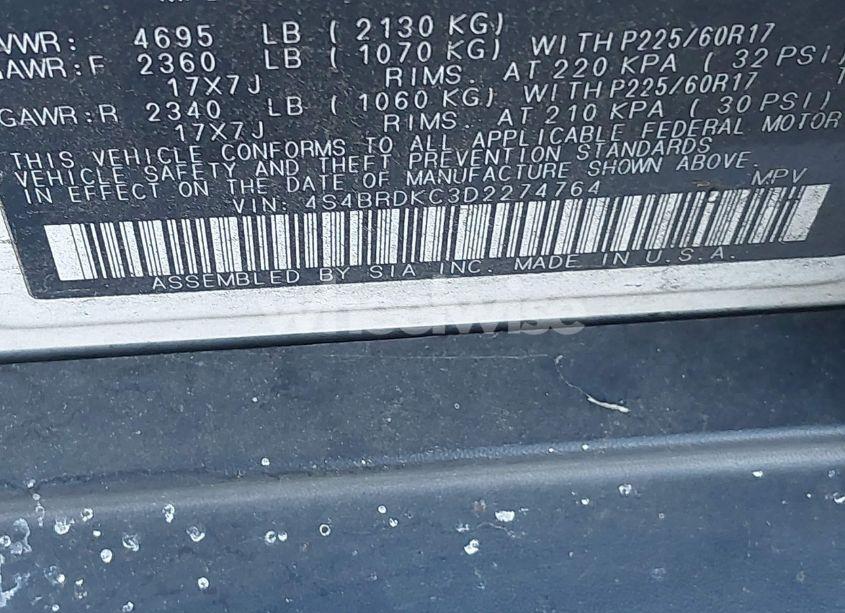 VWR: 4695 LB ( 2130 KG)
AWR:F 2360 LB ( 1070 KG) WITH P225/60R17
17X7J RIMS. AT 220 KPA ( 32 PSI)
GAWR:R 2340 LB ( 1060 KG) WITH P225/60R17
17X7J RIMS. AT 210 KPA ( 30 PSI)
THIS VEHICLE CONFORMS TO ALL APPLICABLE FEDERAL MOTOR
VEHICLE SAFETY AND THEFT PREVENTION STANDARDS
IN EFFECT ON THE DATE OF MANUFACTURE SHOWN ABOVE.
VIN: 4S4BRDKC3D2274764 MPV
ASSEMBLED BY SIA INC. MADE IN U.S.A.
wheelwise